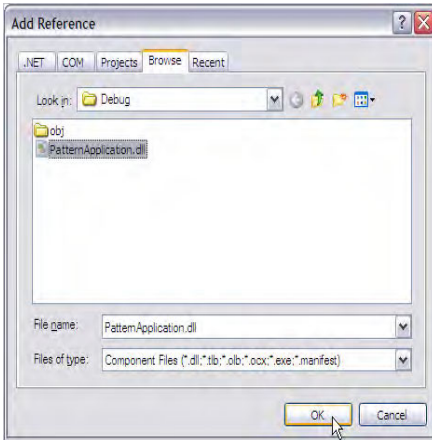 Add Reference
.NET COM Projects Browse Recent
Look in: Debug
obj
PatternApplication.dll
File name: PatternApplication.dll
Files of type: Component Files (*.dll;*.tlb;*.olb;*.ocx;*.exe;*.manifest)
OK Cancel